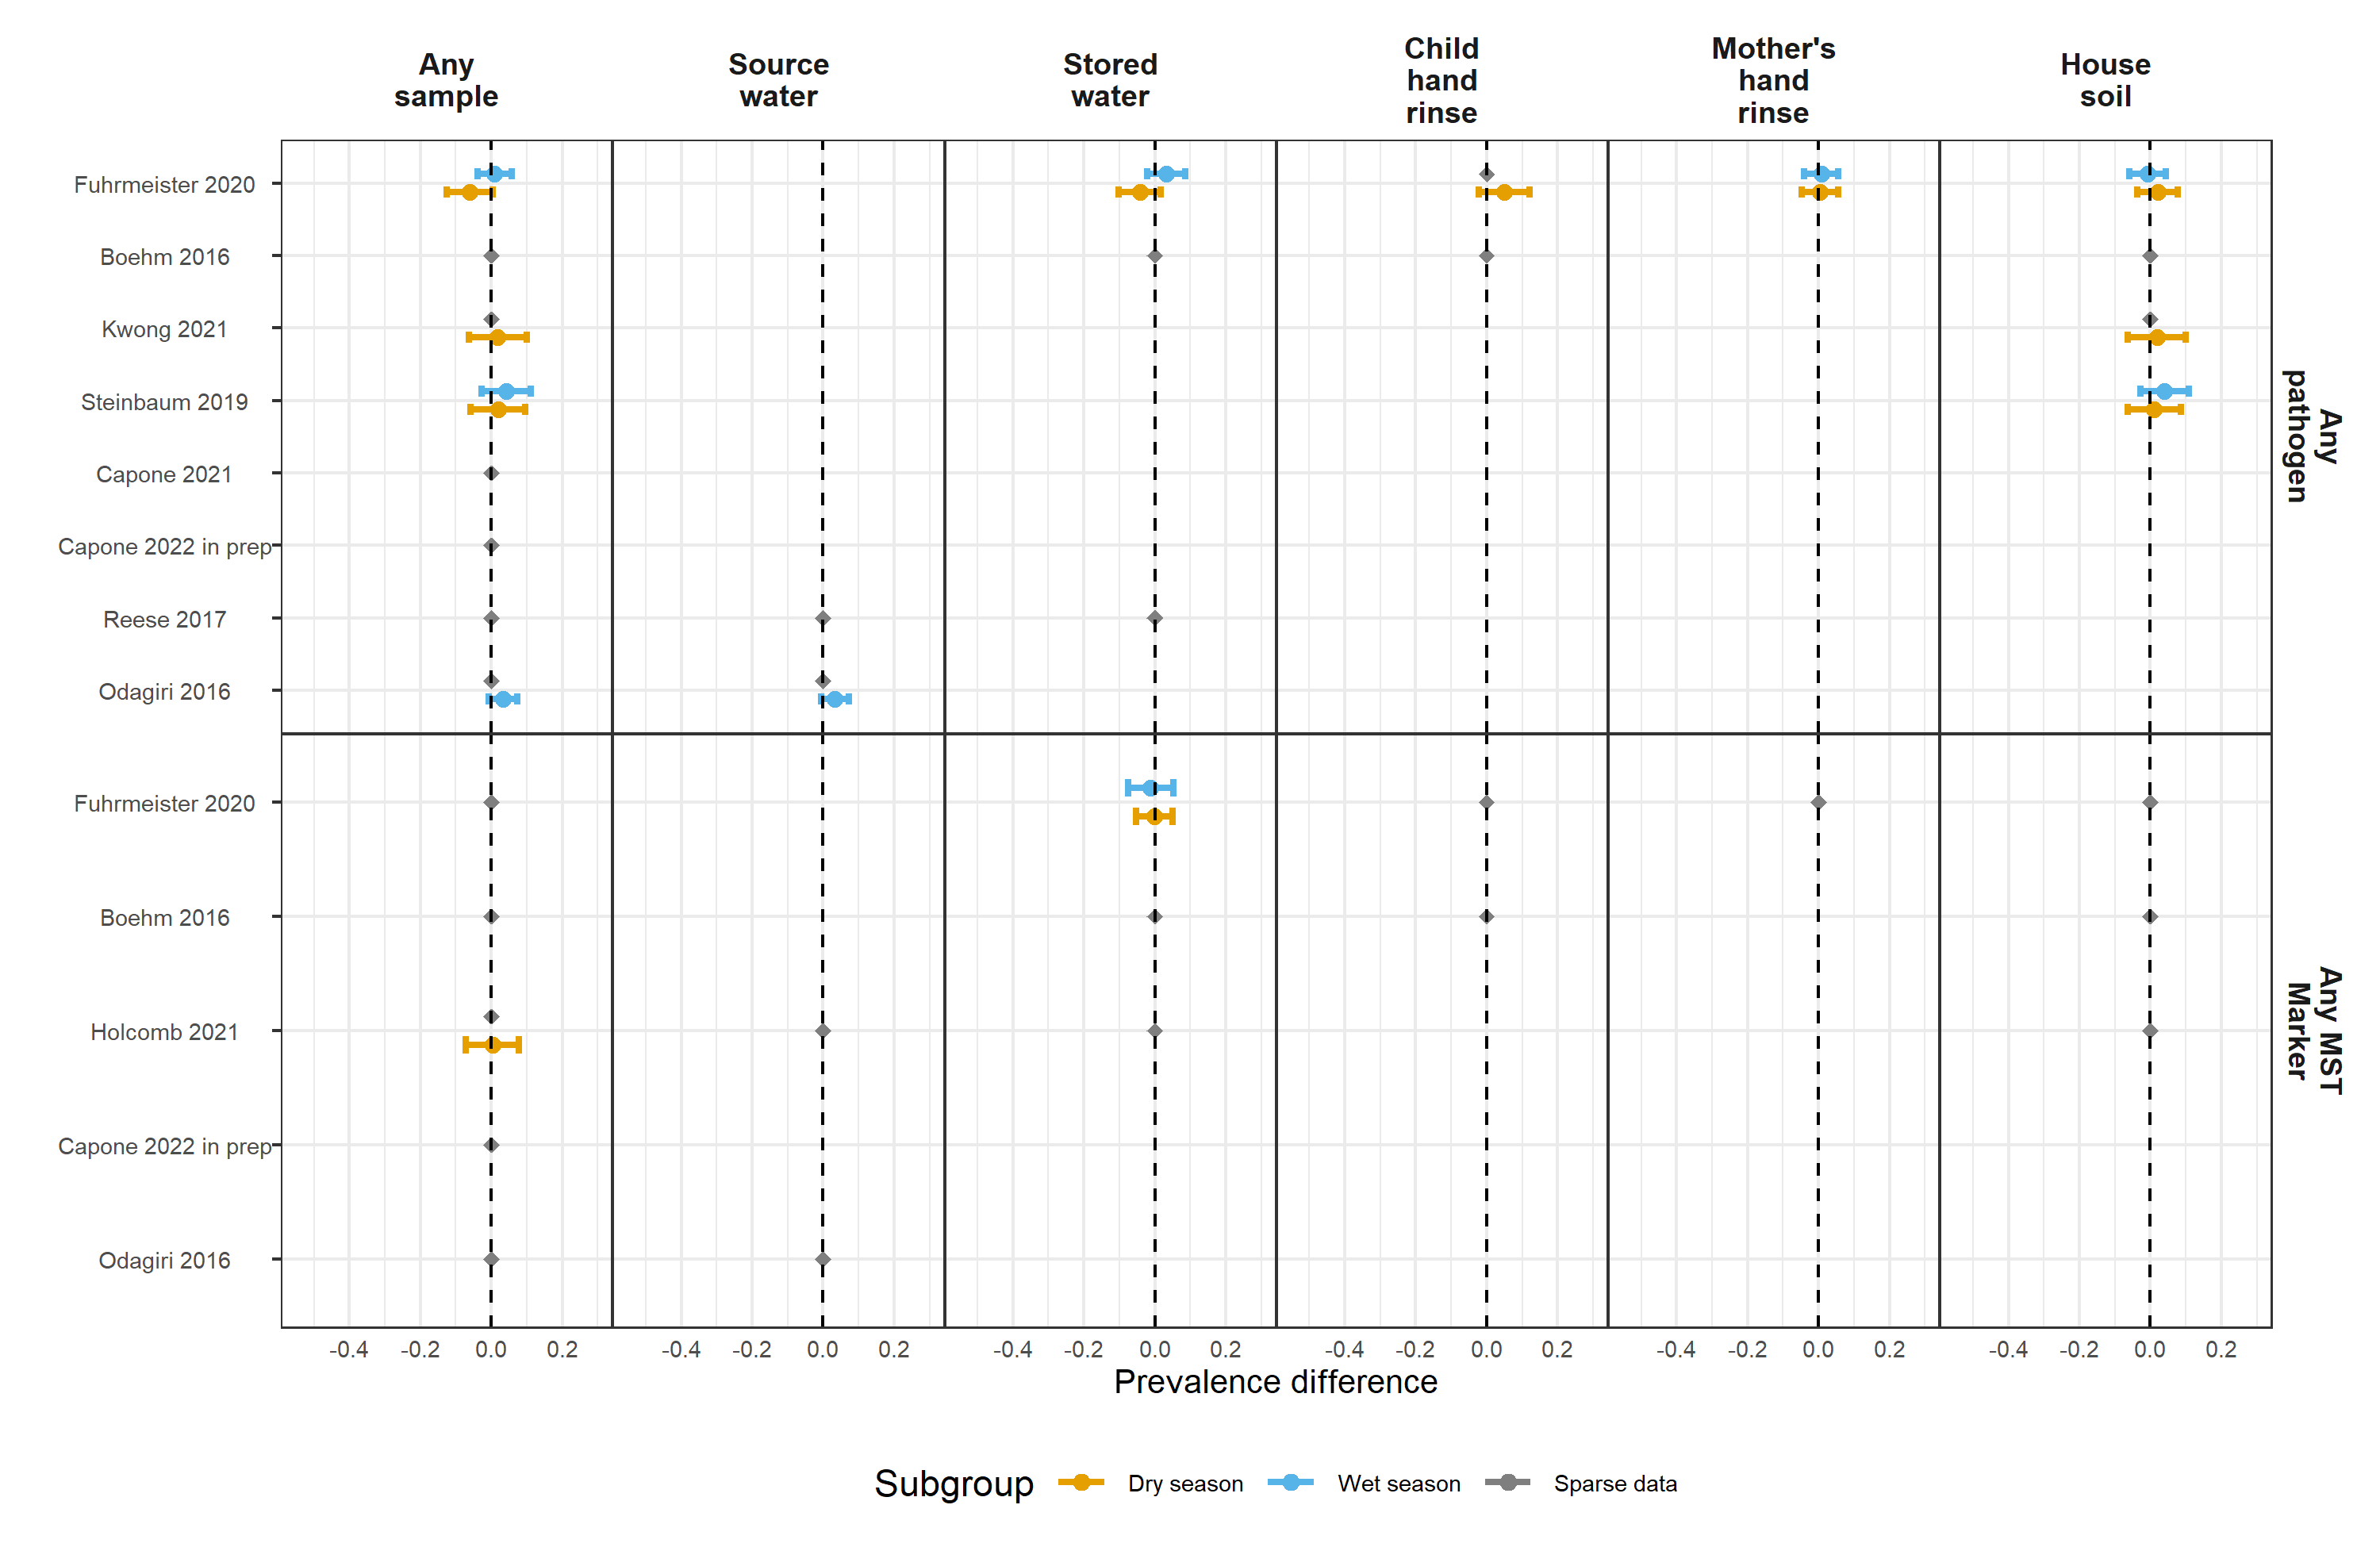 Any
sample
Source
water
Stored
water
Child
hand
rinse
Mother's
hand
rinse
House
soil
Fuhrmeister 2020
Boehm 2016
Kwong 2021
Steinbaum 2019
Capone 2021
Capone 2022 in prep
Reese 2017
Odagiri 2016
Any
pathogen
Fuhrmeister 2020
Boehm 2016
Holcomb 2021
Capone 2022 in prep
Odagiri 2016
Any MST
Marker
-0.4 -0.2 0.0 0.2 -0.4 -0.2 0.0 0.2 -0.4 -0.2 0.0 0.2 -0.4 -0.2 0.0 0.2 -0.4 -0.2 0.0 0.2 -0.4 -0.2 0.0 0.2
Prevalence difference
Subgroup Dry season Wet season Sparse data